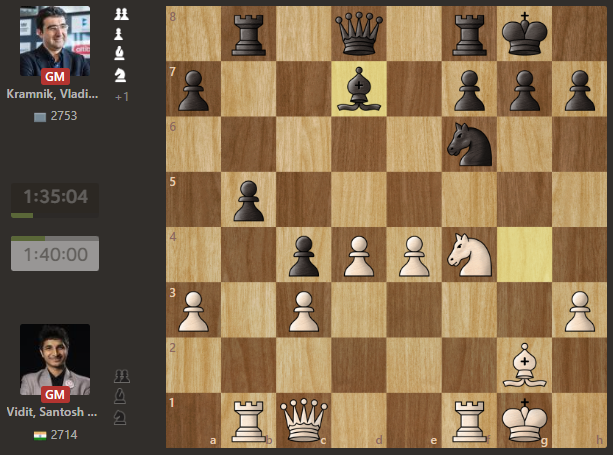 GM
Kramnik, Vladi...
2753
+1
1:35:04
1:40:00
GM
Vidit, Santosh ...
2714
8
7
6
5
4
3
2
1
a b c d e f g h